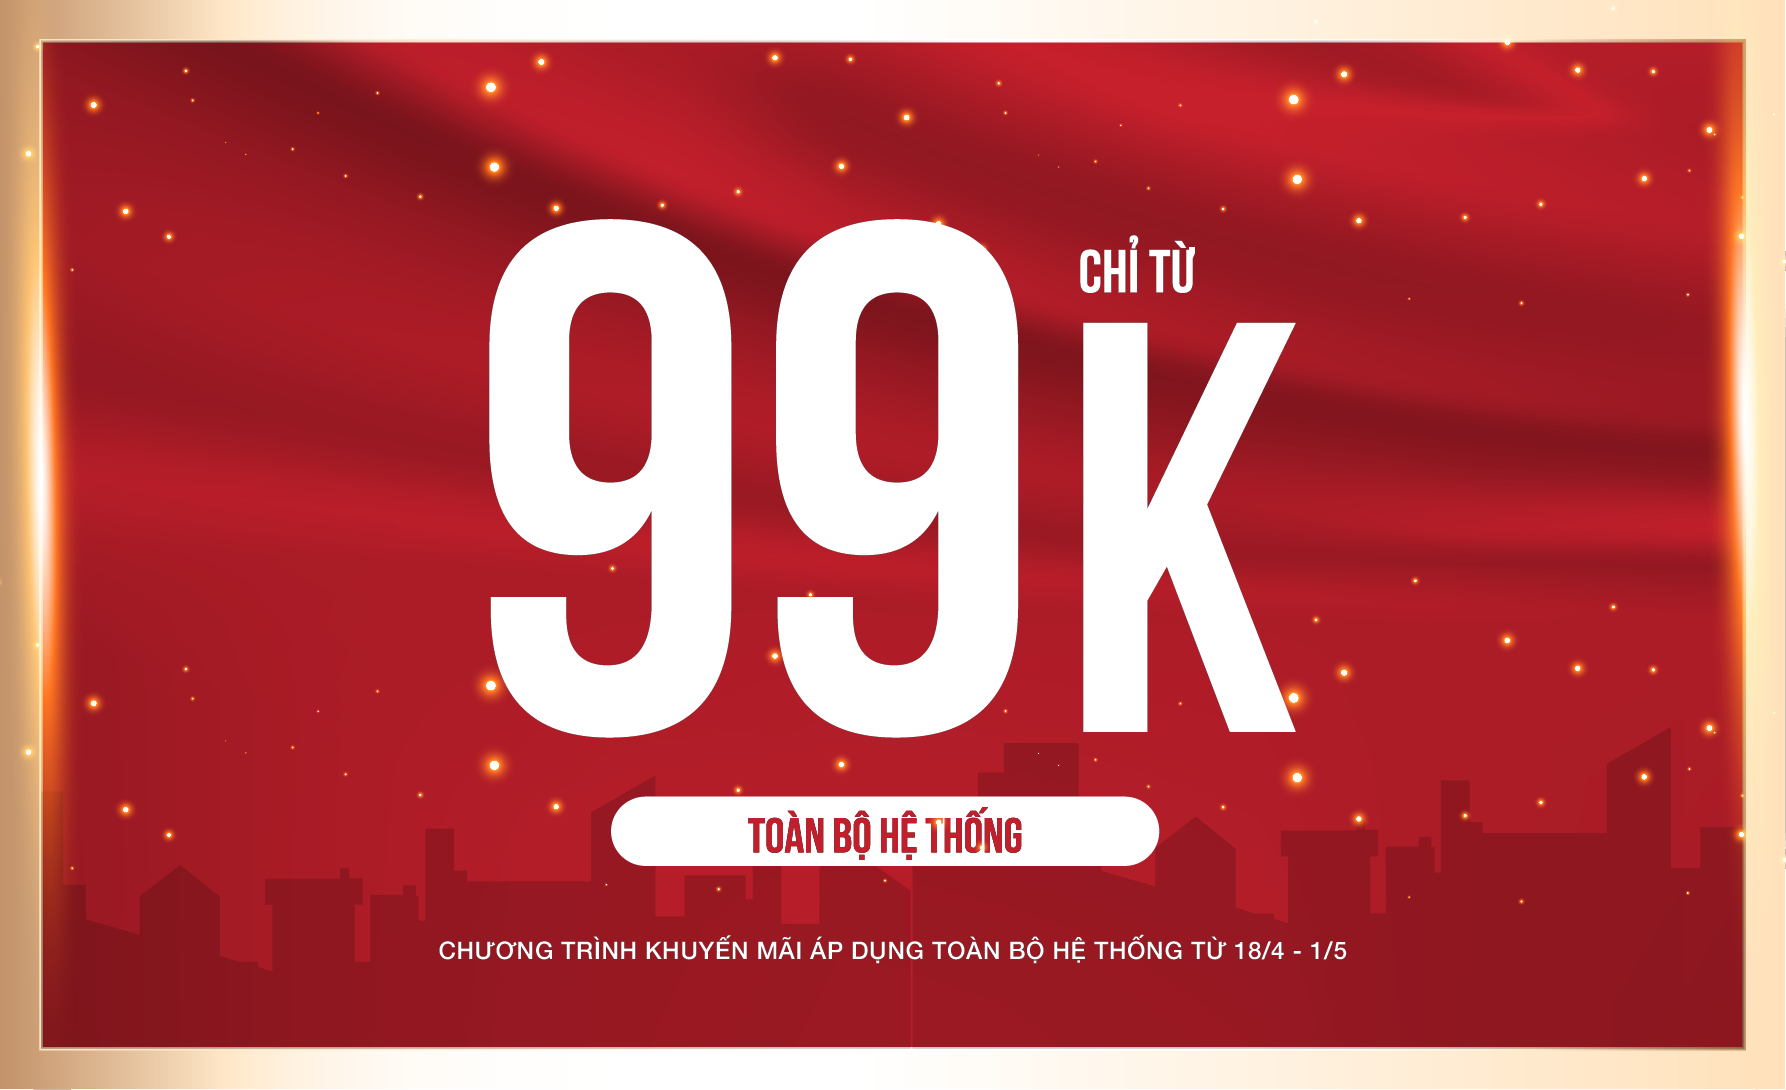 CHỈ TỪ
99K
TOÀN BỘ HỆ THỐNG
CHƯƠNG TRÌNH KHUYẾN MÃI ÁP DỤNG TOÀN BỘ HỆ THỐNG TỪ 18/4 - 1/5